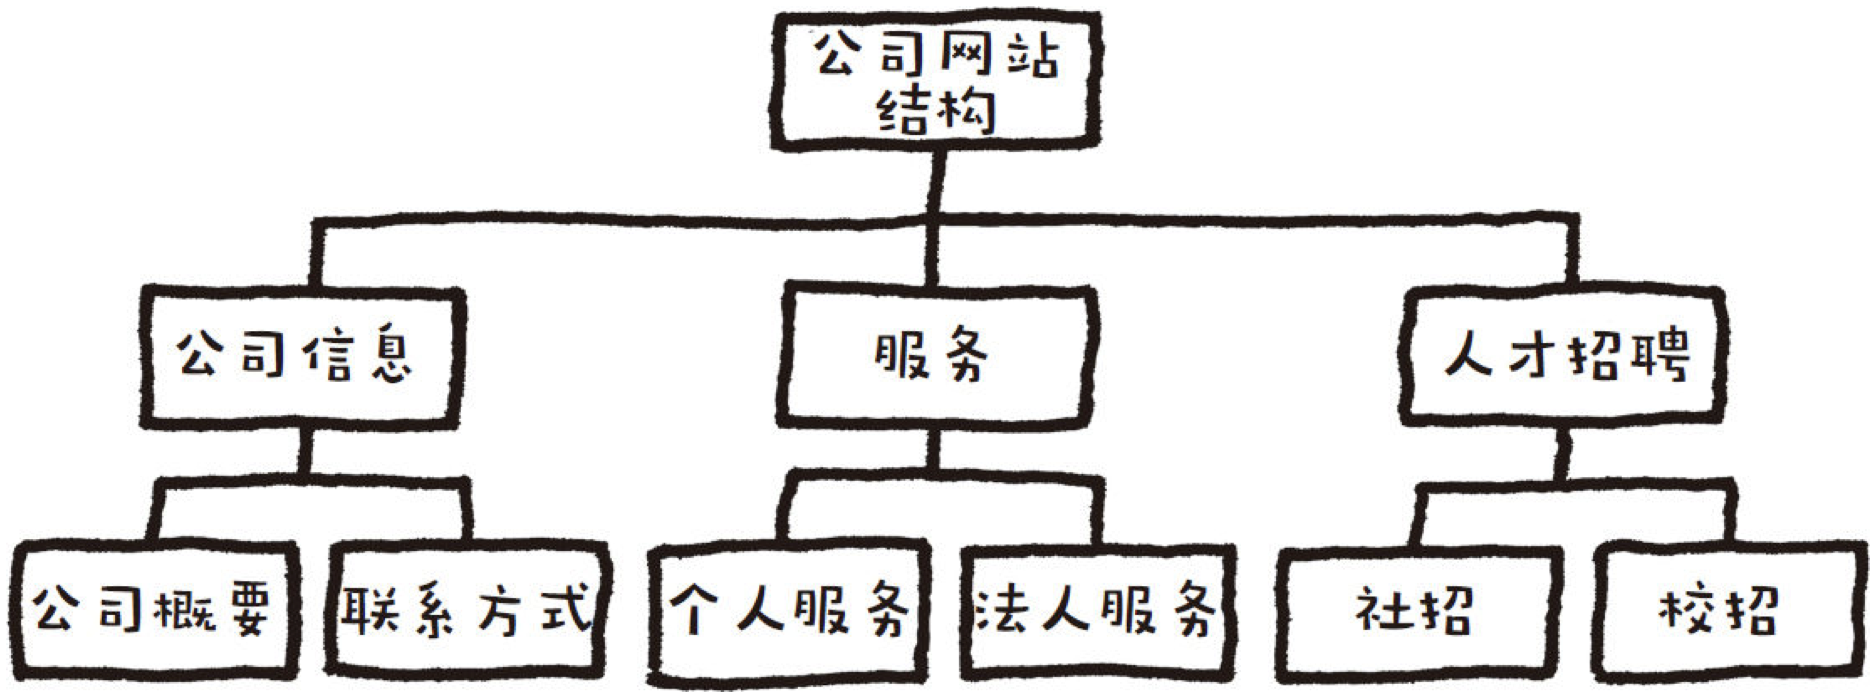 公司网站
结构
公司信息
服务
人才招聘
公司概要
联系方式
个人服务
法人服务
社招
校招